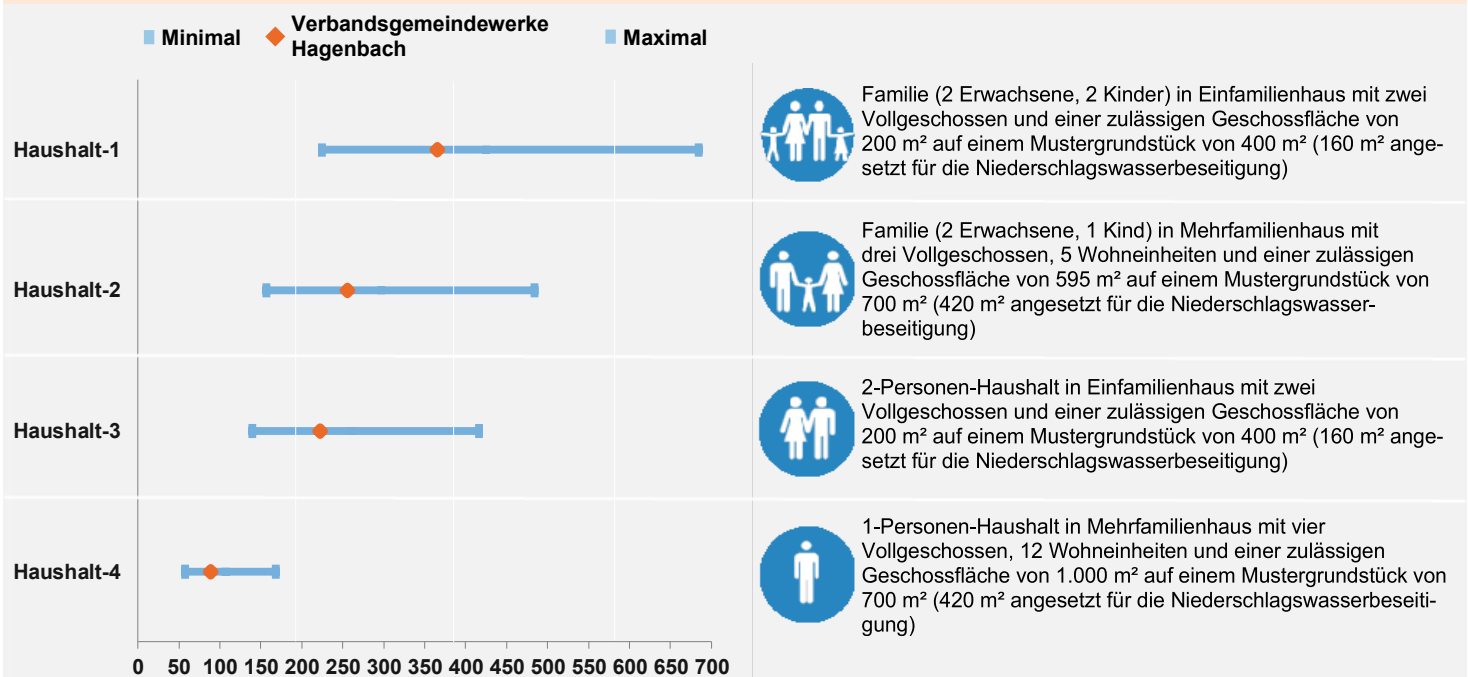 Minimal
Verbandsgemeindewerke
Hagenbach
Maximal
Haushalt-1
Familie (2 Erwachsene, 2 Kinder) in Einfamilienhaus mit zwei
Vollgeschossen und einer zulässigen Geschossfläche von
200 m² auf einem Mustergrundstück von 400 m² (160 m² ange-
setzt für die Niederschlagswasserbeseitigung)
Haushalt-2
Familie (2 Erwachsene, 1 Kind) in Mehrfamilienhaus mit
drei Vollgeschossen, 5 Wohneinheiten und einer zulässigen
Geschossfläche von 595 m² auf einem Mustergrundstück von
700 m² (420 m² angesetzt für die Niederschlagswasser-
beseitigung)
Haushalt-3
2-Personen-Haushalt in Einfamilienhaus mit zwei
Vollgeschossen und einer zulässigen Geschossfläche von
200 m² auf einem Mustergrundstück von 400 m² (160 m² ange-
setzt für die Niederschlagswasserbeseitigung)
Haushalt-4
1-Personen-Haushalt in Mehrfamilienhaus mit vier
Vollgeschossen, 12 Wohneinheiten und einer zulässigen
Geschossfläche von 1.000 m² auf einem Mustergrundstück von
700 m² (420 m² angesetzt für die Niederschlagswasserbeseiti-
gung)
0 50 100 150 200 250 300 350 400 450 500 550 600 650 700